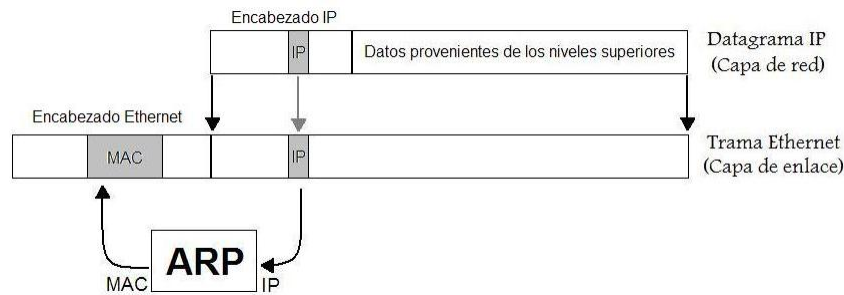 Encabezado IP
IP
Datos provenientes de los niveles superiores
Datagrama IP
(Capa de red)
Encabezado Ethernet
MAC
IP
Trama Ethernet
(Capa de enlace)
ARP
MAC
IP